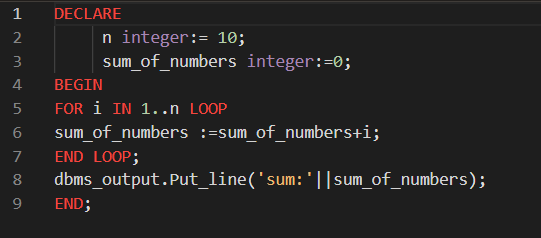 1 DECLARE
2 n integer:= 10;
3 sum_of_numbers integer:=0;
4 BEGIN
5 FOR i IN 1..n LOOP
6 sum_of_numbers :=sum_of_numbers+i;
7 END LOOP;
8 dbms_output.Put_line('sum:'||sum_of_numbers);
9 END;